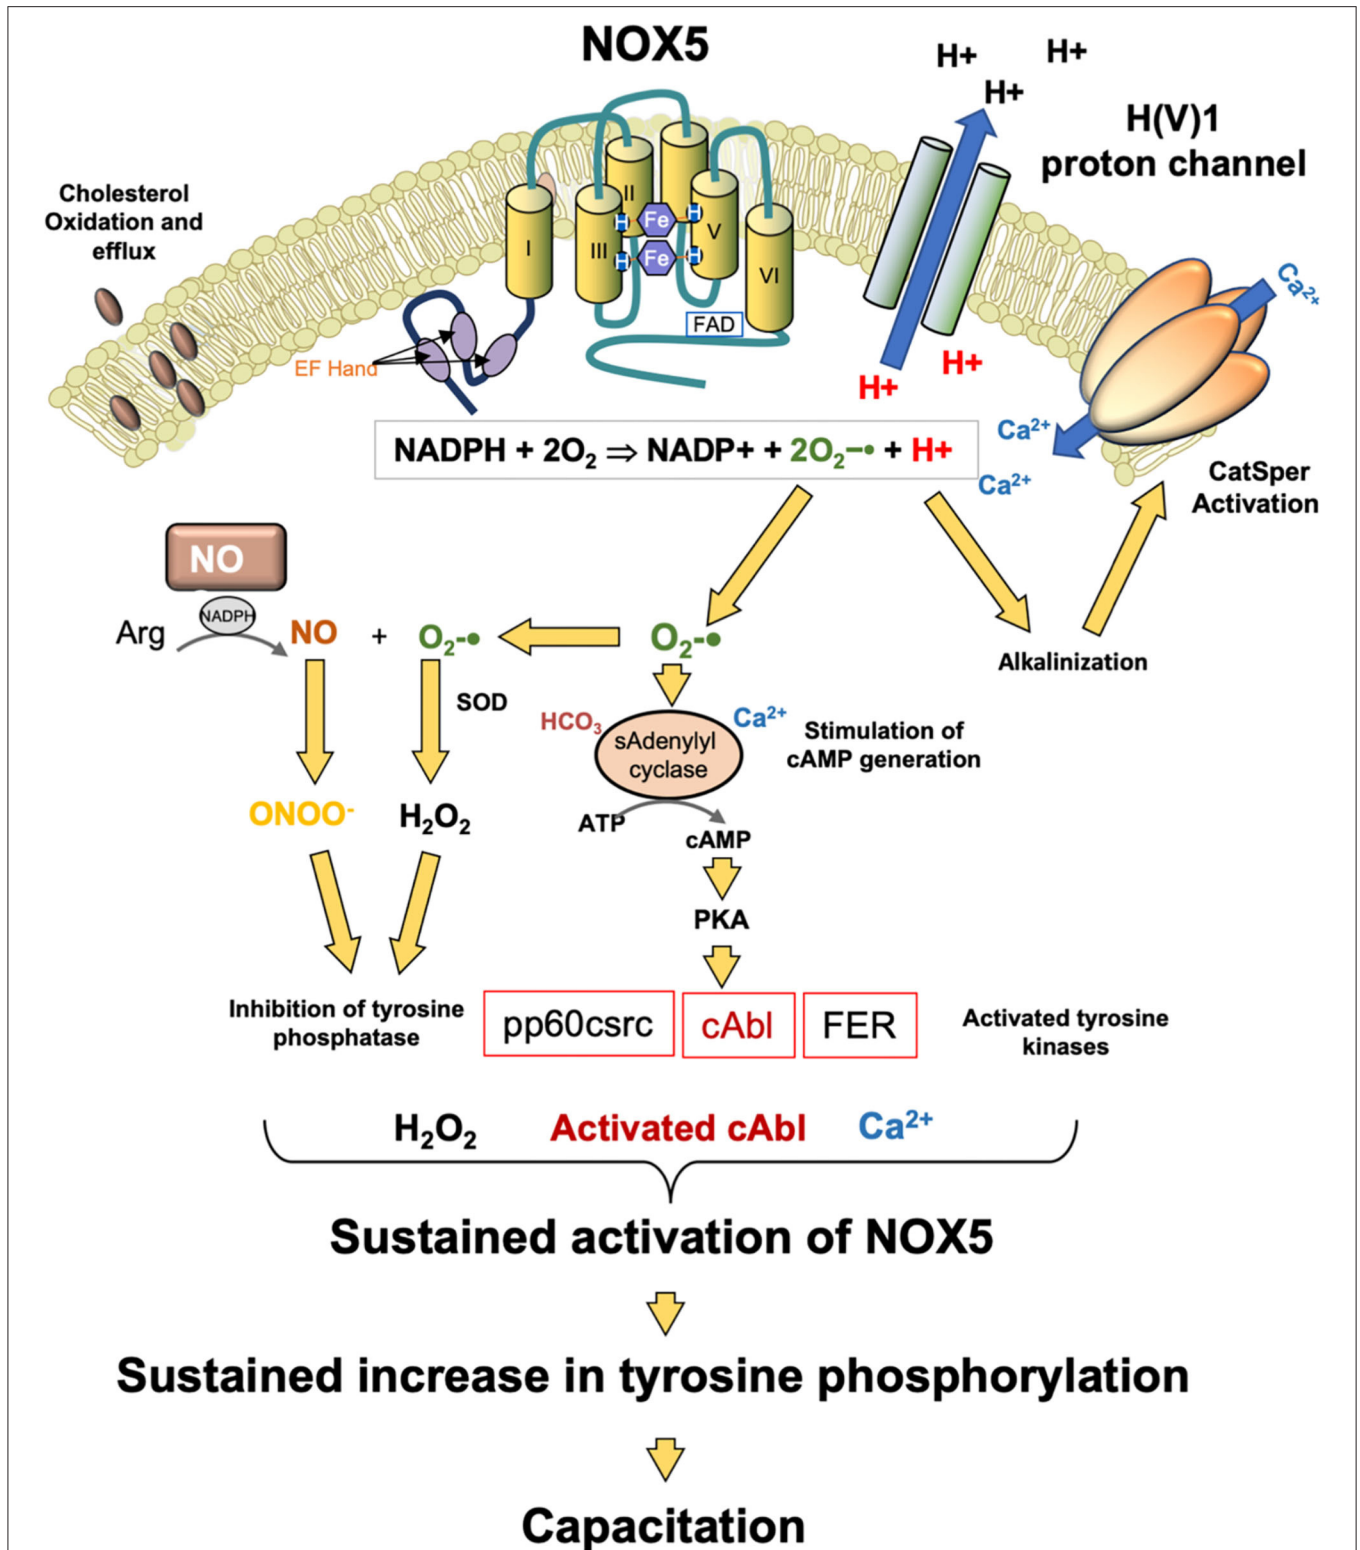 NOX5
H+
H+
H+
H(V)1
proton channel
Cholesterol
Oxidation and
efflux
I
II
III
V
VI
H
Fe
H
H
Fe
H
FAD
EF Hand
H+
H+
Ca²⁺
Ca²⁺
Ca²⁺
NADPH + 2O₂ ⇒ NADP+ + 2O₂–• + H+
CatSper
Activation
NO
NADPH
Arg
NO + O₂-•
O₂-•
Alkalinization
SOD
HCO₃
Ca²⁺
sAdenylyl
cyclase
Stimulation of
cAMP generation
ATP
cAMP
ONOO⁻
H₂O₂
PKA
Inhibition of tyrosine
phosphatase
pp60csrc
cAbl
FER
Activated tyrosine
kinases
H₂O₂ Activated cAbl Ca²⁺
Sustained activation of NOX5
Sustained increase in tyrosine phosphorylation
Capacitation